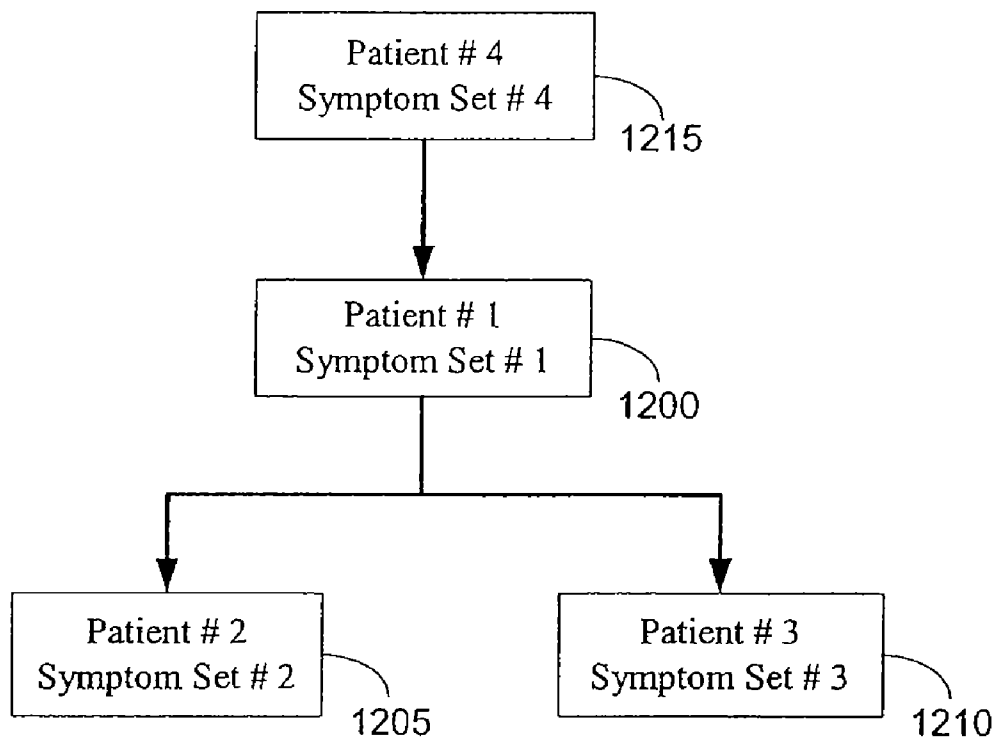 Patient # 4
Symptom Set # 4
1215
Patient # 1
Symptom Set # 1
1200
Patient # 2
Symptom Set # 2
1205
Patient # 3
Symptom Set # 3
1210